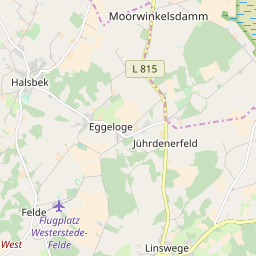 Moorwinkelsdamm
L 815
Halsbek
Eggeloge
Jührdenerfeld
Felde
Flugplatz
Westerstede-
Felde
West
Linswege